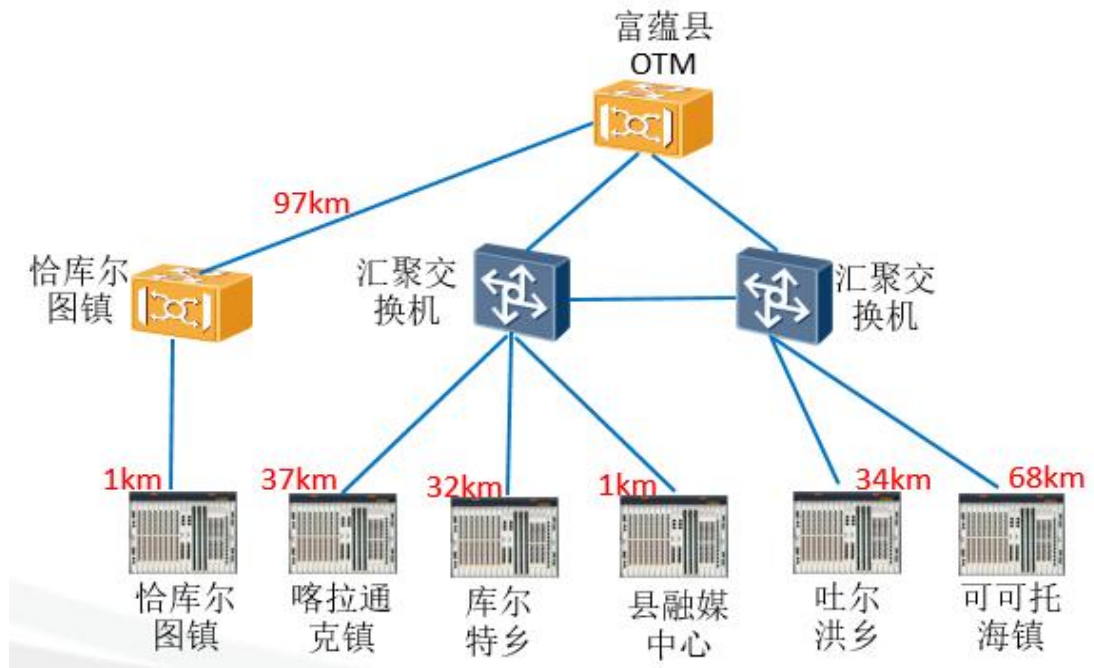 富蕴县
OTM
97km
恰库尔
图镇
汇聚交
换机
汇聚交
换机
1km
37km
32km
1km
34km
68km
恰库尔
图镇
喀拉通
克镇
库尔
特乡
县融媒
中心
吐尔
洪乡
可可托
海镇